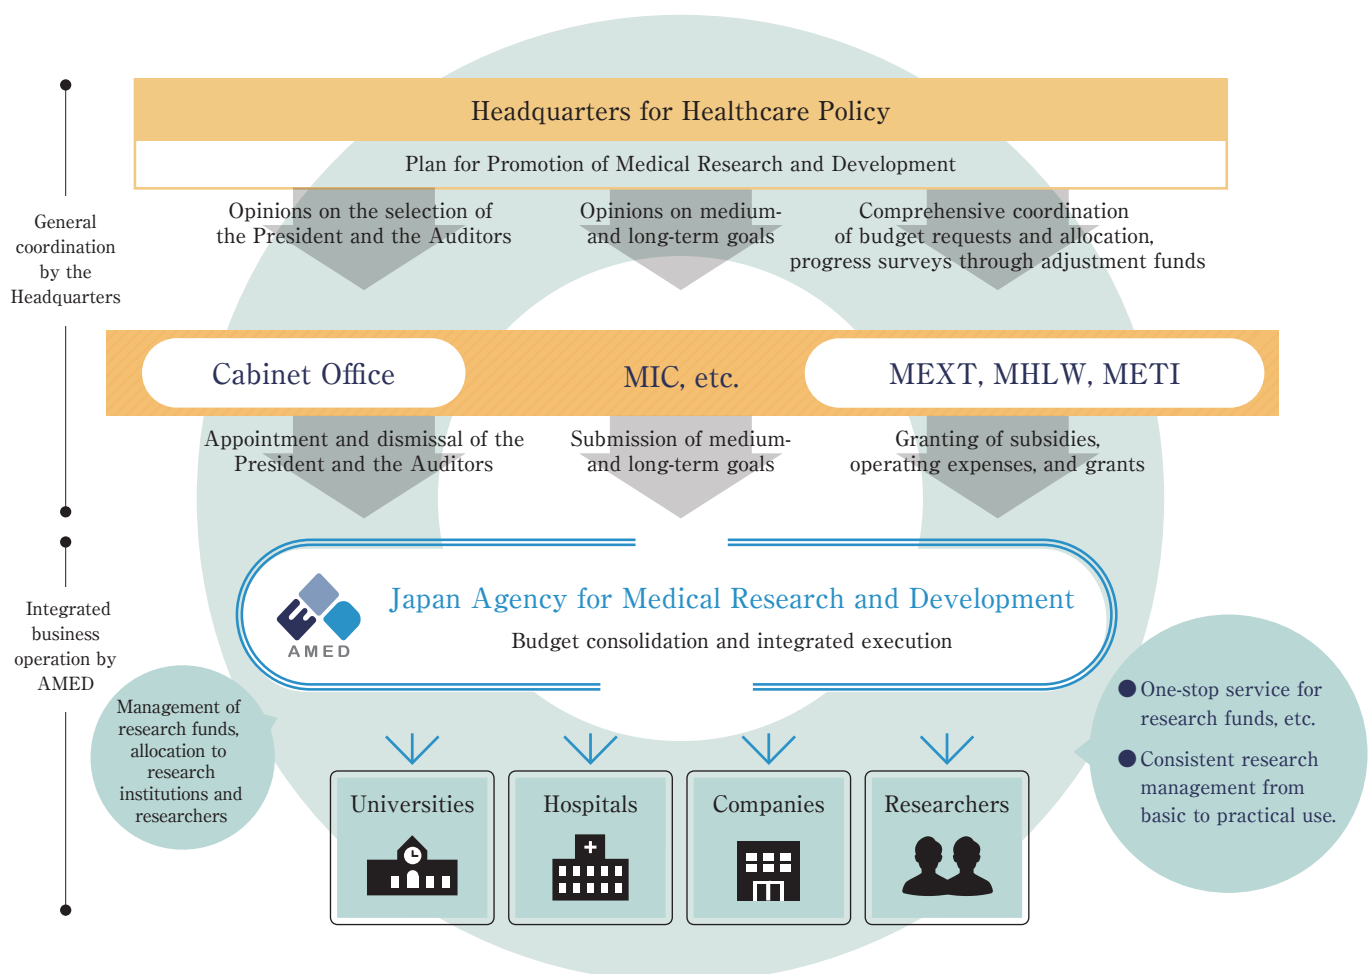 Headquarters for Healthcare Policy
Plan for Promotion of Medical Research and Development
General
coordination
by the
Headquarters
Opinions on the selection of
the President and the Auditors
Opinions on medium-
and long-term goals
Comprehensive coordination
of budget requests and allocation,
progress surveys through adjustment funds
Cabinet Office
MIC, etc.
MEXT, MHLW, METI
Appointment and dismissal of the
President and the Auditors
Submission of medium-
and long-term goals
Granting of subsidies,
operating expenses, and grants
Integrated
business
operation by
AMED
AMED
Japan Agency for Medical Research and Development
Budget consolidation and integrated execution
Management of
research funds,
allocation to
research
institutions and
researchers
● One-stop service for
research funds, etc.
● Consistent research
management from
basic to practical use.
Universities
Hospitals
Companies
Researchers